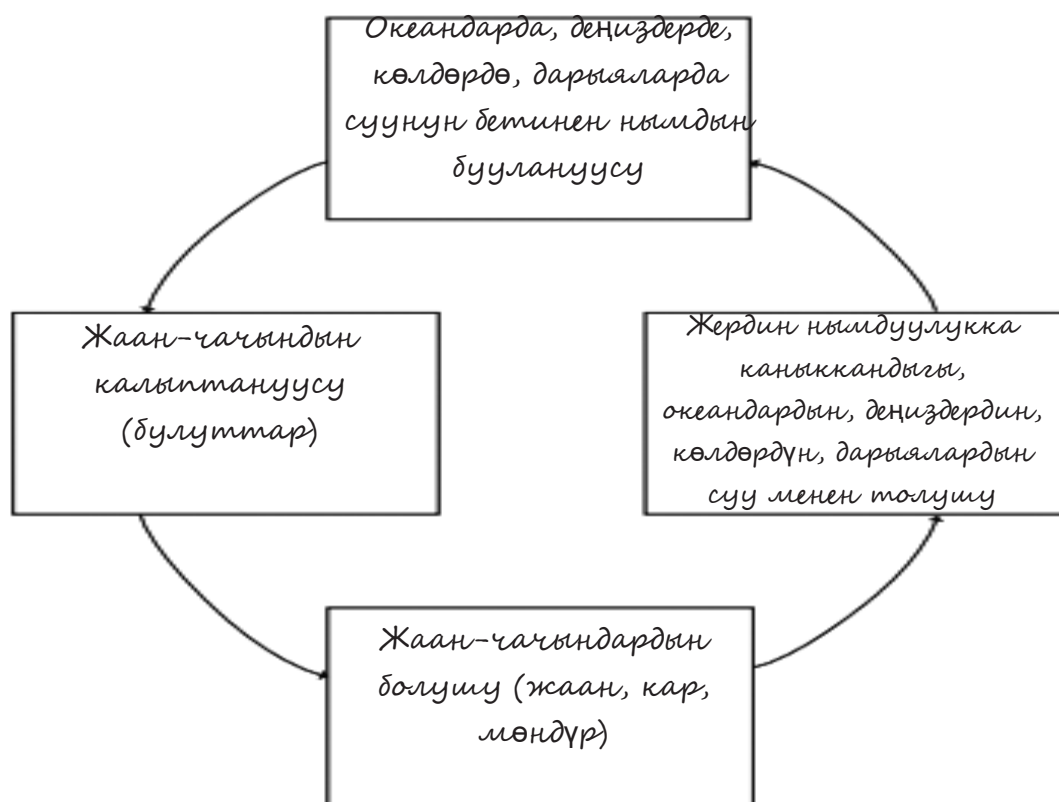 Океандарда, деңиздерде,
көлдөрдө, дарыяларда
суунун бетинен нымдын
буулануусу
Жаан-чачындын
калыптануусу
(булуттар)
Жердин нымдуулукка
каныккандыгы,
океандардын, деңиздердин,
көлдөрдүн, дарыялардын
суу менен толушу
Жаан-чачындардын
болушу (жаан, кар,
мөндүр)